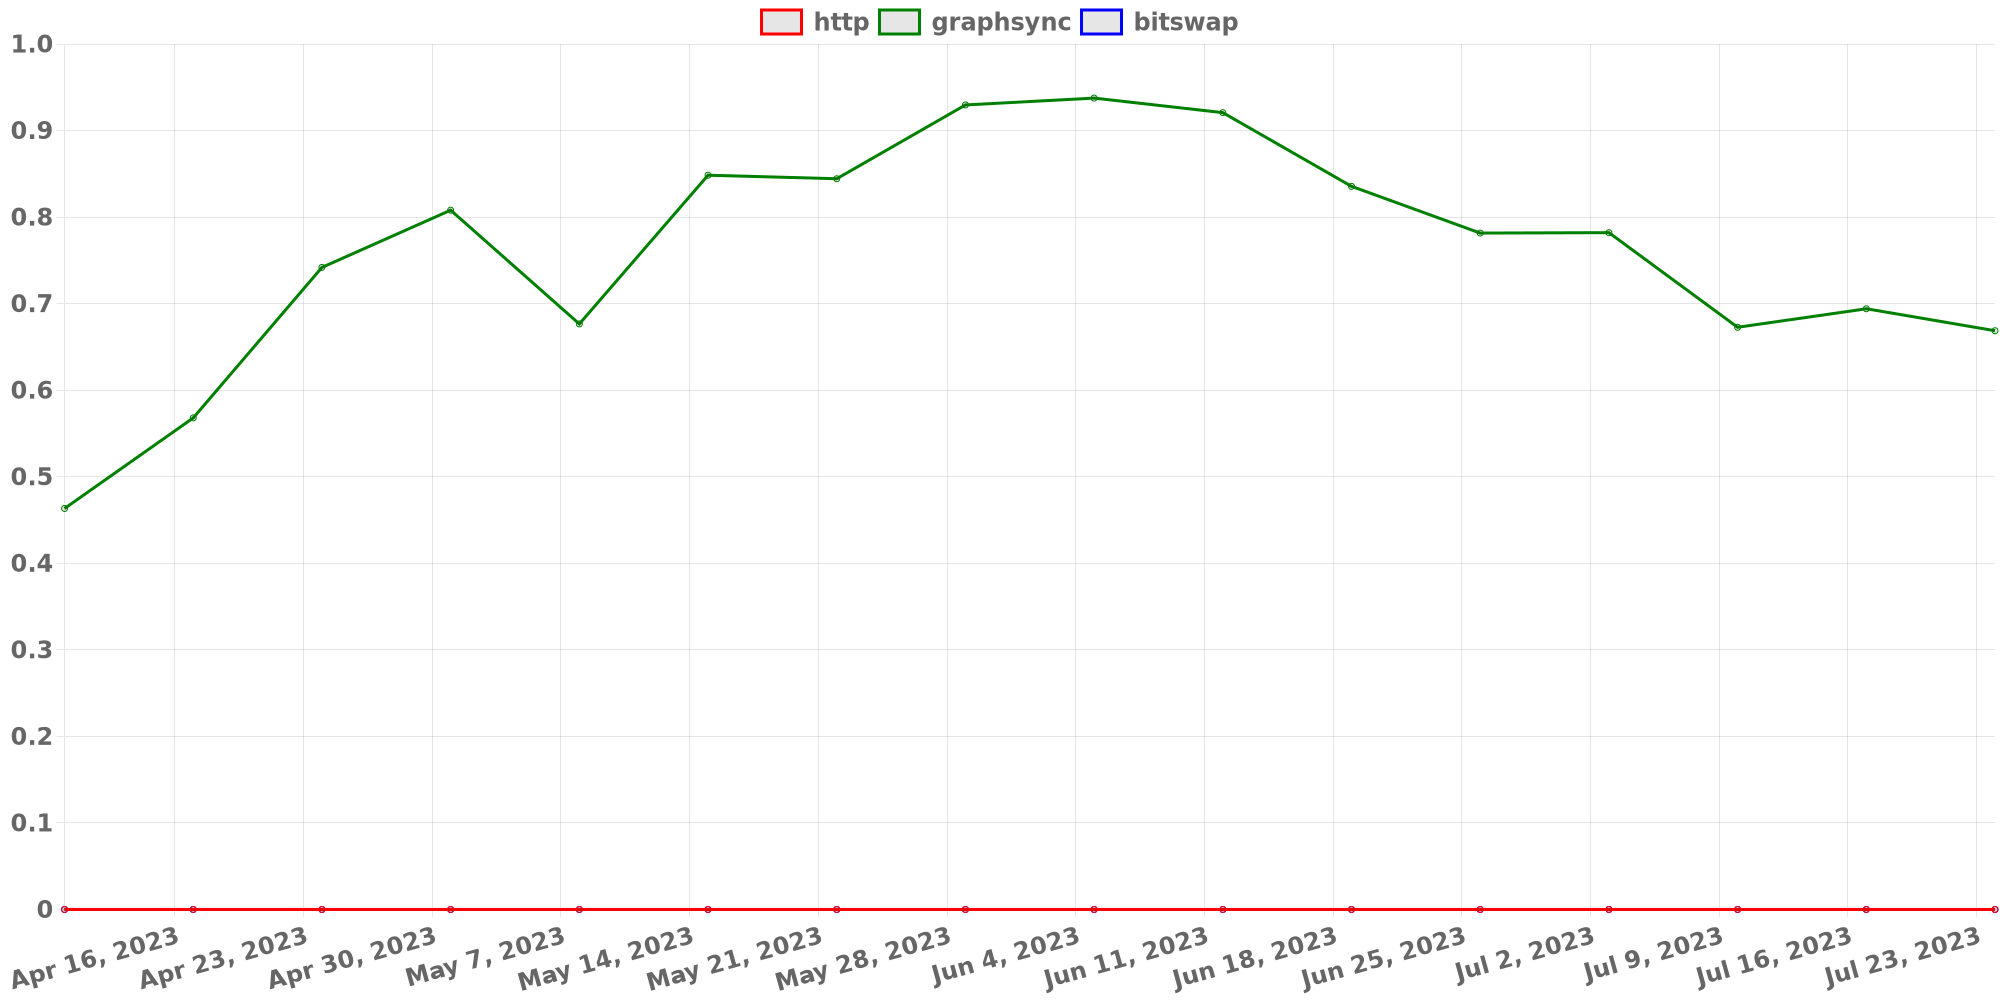 http graphsync bitswap
1.0
0.9
0.8
0.7
0.6
0.5
0.4
0.3
0.2
0.1
0
Apr 16, 2023
Apr 23, 2023
Apr 30, 2023
May 7, 2023
May 14, 2023
May 21, 2023
May 28, 2023
Jun 4, 2023
Jun 11, 2023
Jun 18, 2023
Jun 25, 2023
Jul 2, 2023
Jul 9, 2023
Jul 16, 2023
Jul 23, 2023